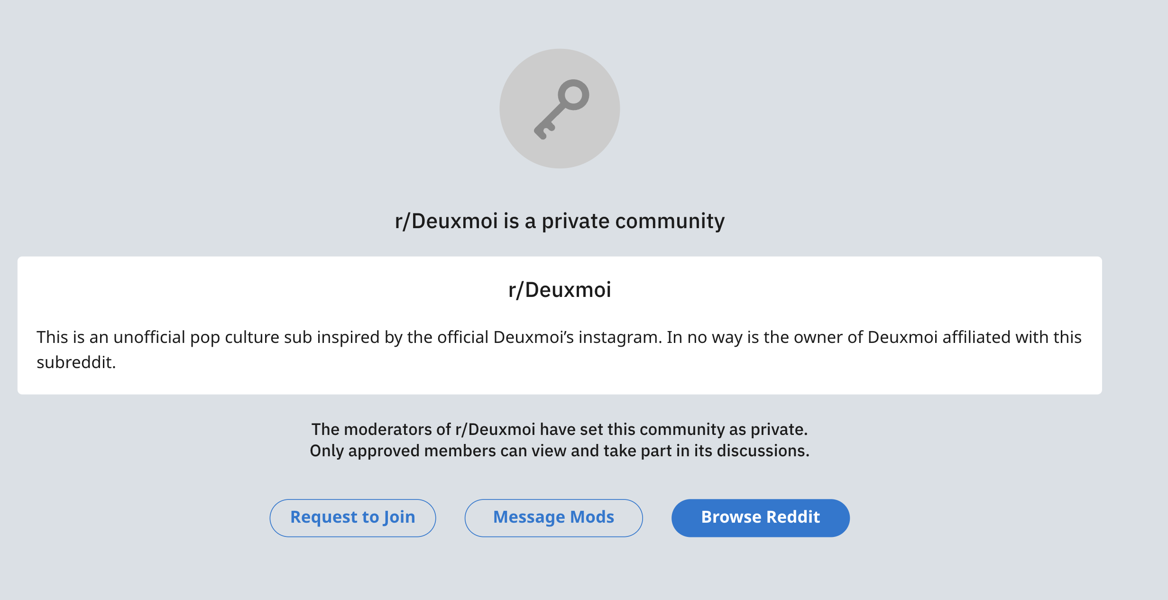 r/Deuxmoi is a private community
r/Deuxmoi
This is an unofficial pop culture sub inspired by the official Deuxmoi’s instagram. In no way is the owner of Deuxmoi affiliated with this
subreddit.
The moderators of r/Deuxmoi have set this community as private.
Only approved members can view and take part in its discussions.
Request to Join
Message Mods
Browse Reddit